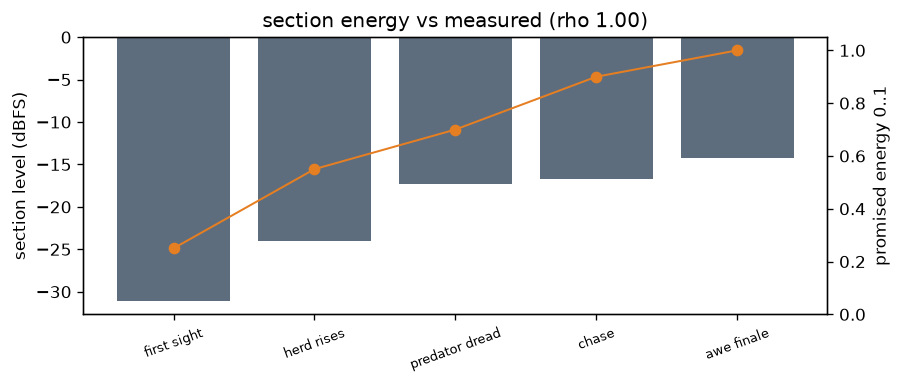 section energy vs measured (rho 1.00)
section level (dBFS)
0
−5
−10
−15
−20
−25
−30
1.0
0.8
0.6
0.4
0.2
0.0
promised energy 0..1
first sight
herd rises
predator dread
chase
awe finale